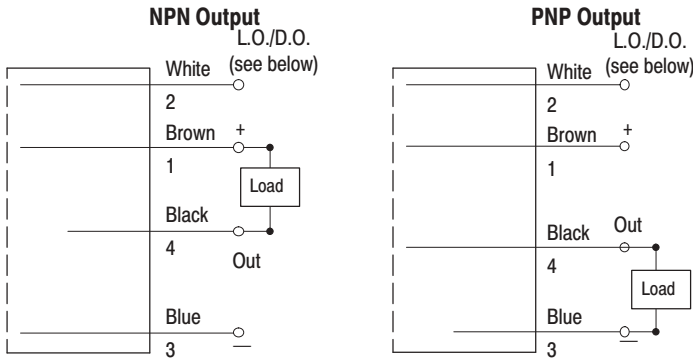 NPN Output
L.O./D.O.
(see below)
White
2
Brown +
1
Load
Black
4
Out
Blue
3 —
PNP Output
L.O./D.O.
(see below)
White
2
Brown +
1
Black Out
4
Load
Blue
3 —